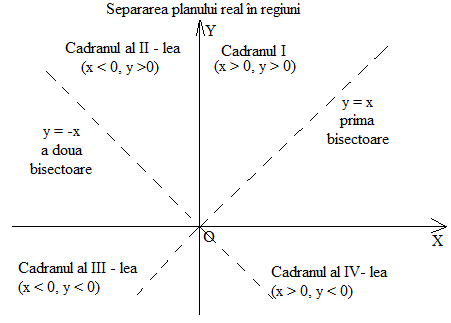 Separarea planului real în regiuni
Y
Cadranul al II - lea
(x < 0, y >0)
Cadranul I
(x > 0, y > 0)
y = x
prima
bisectoare
y = -x
a doua
bisectoare
O
X
Cadranul al III - lea
(x < 0, y < 0)
Cadranul al IV- lea
(x > 0, y < 0)